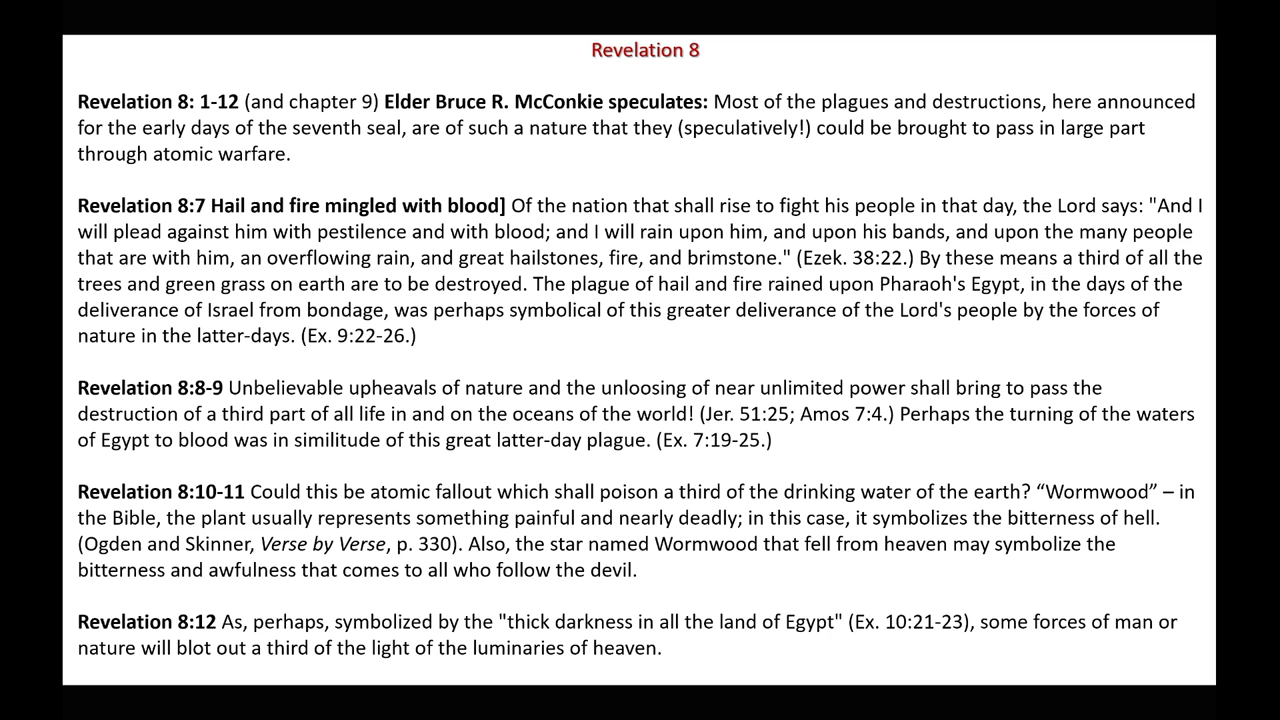 Revelation 8
Revelation 8: 1-12 (and chapter 9) Elder Bruce R. McConkie speculates: Most of the plagues and destructions, here announced
for the early days of the seventh seal, are of such a nature that they (speculatively!) could be brought to pass in large part
through atomic warfare.
Revelation 8:7 Hail and fire mingled with blood] Of the nation that shall rise to fight his people in that day, the Lord says: "And I
will plead against him with pestilence and with blood; and I will rain upon him, and upon his bands, and upon the many people
that are with him, an overflowing rain, and great hailstones, fire, and brimstone." (Ezek. 38:22.) By these means a third of all the
trees and green grass on earth are to be destroyed. The plague of hail and fire rained upon Pharaoh's Egypt, in the days of the
deliverance of Israel from bondage, was perhaps symbolical of this greater deliverance of the Lord's people by the forces of
nature in the latter-days. (Ex. 9:22-26.)
Revelation 8:8-9 Unbelievable upheavals of nature and the unloosing of near unlimited power shall bring to pass the
destruction of a third part of all life in and on the oceans of the world! (Jer. 51:25; Amos 7:4.) Perhaps the turning of the waters
of Egypt to blood was in similitude of this great latter-day plague. (Ex. 7:19-25.)
Revelation 8:10-11 Could this be atomic fallout which shall poison a third of the drinking water of the earth? “Wormwood” – in
the Bible, the plant usually represents something painful and nearly deadly; in this case, it symbolizes the bitterness of hell.
(Ogden and Skinner, Verse by Verse, p. 330). Also, the star named Wormwood that fell from heaven may symbolize the
bitterness and awfulness that comes to all who follow the devil.
Revelation 8:12 As, perhaps, symbolized by the "thick darkness in all the land of Egypt" (Ex. 10:21-23), some forces of man or
nature will blot out a third of the light of the luminaries of heaven.